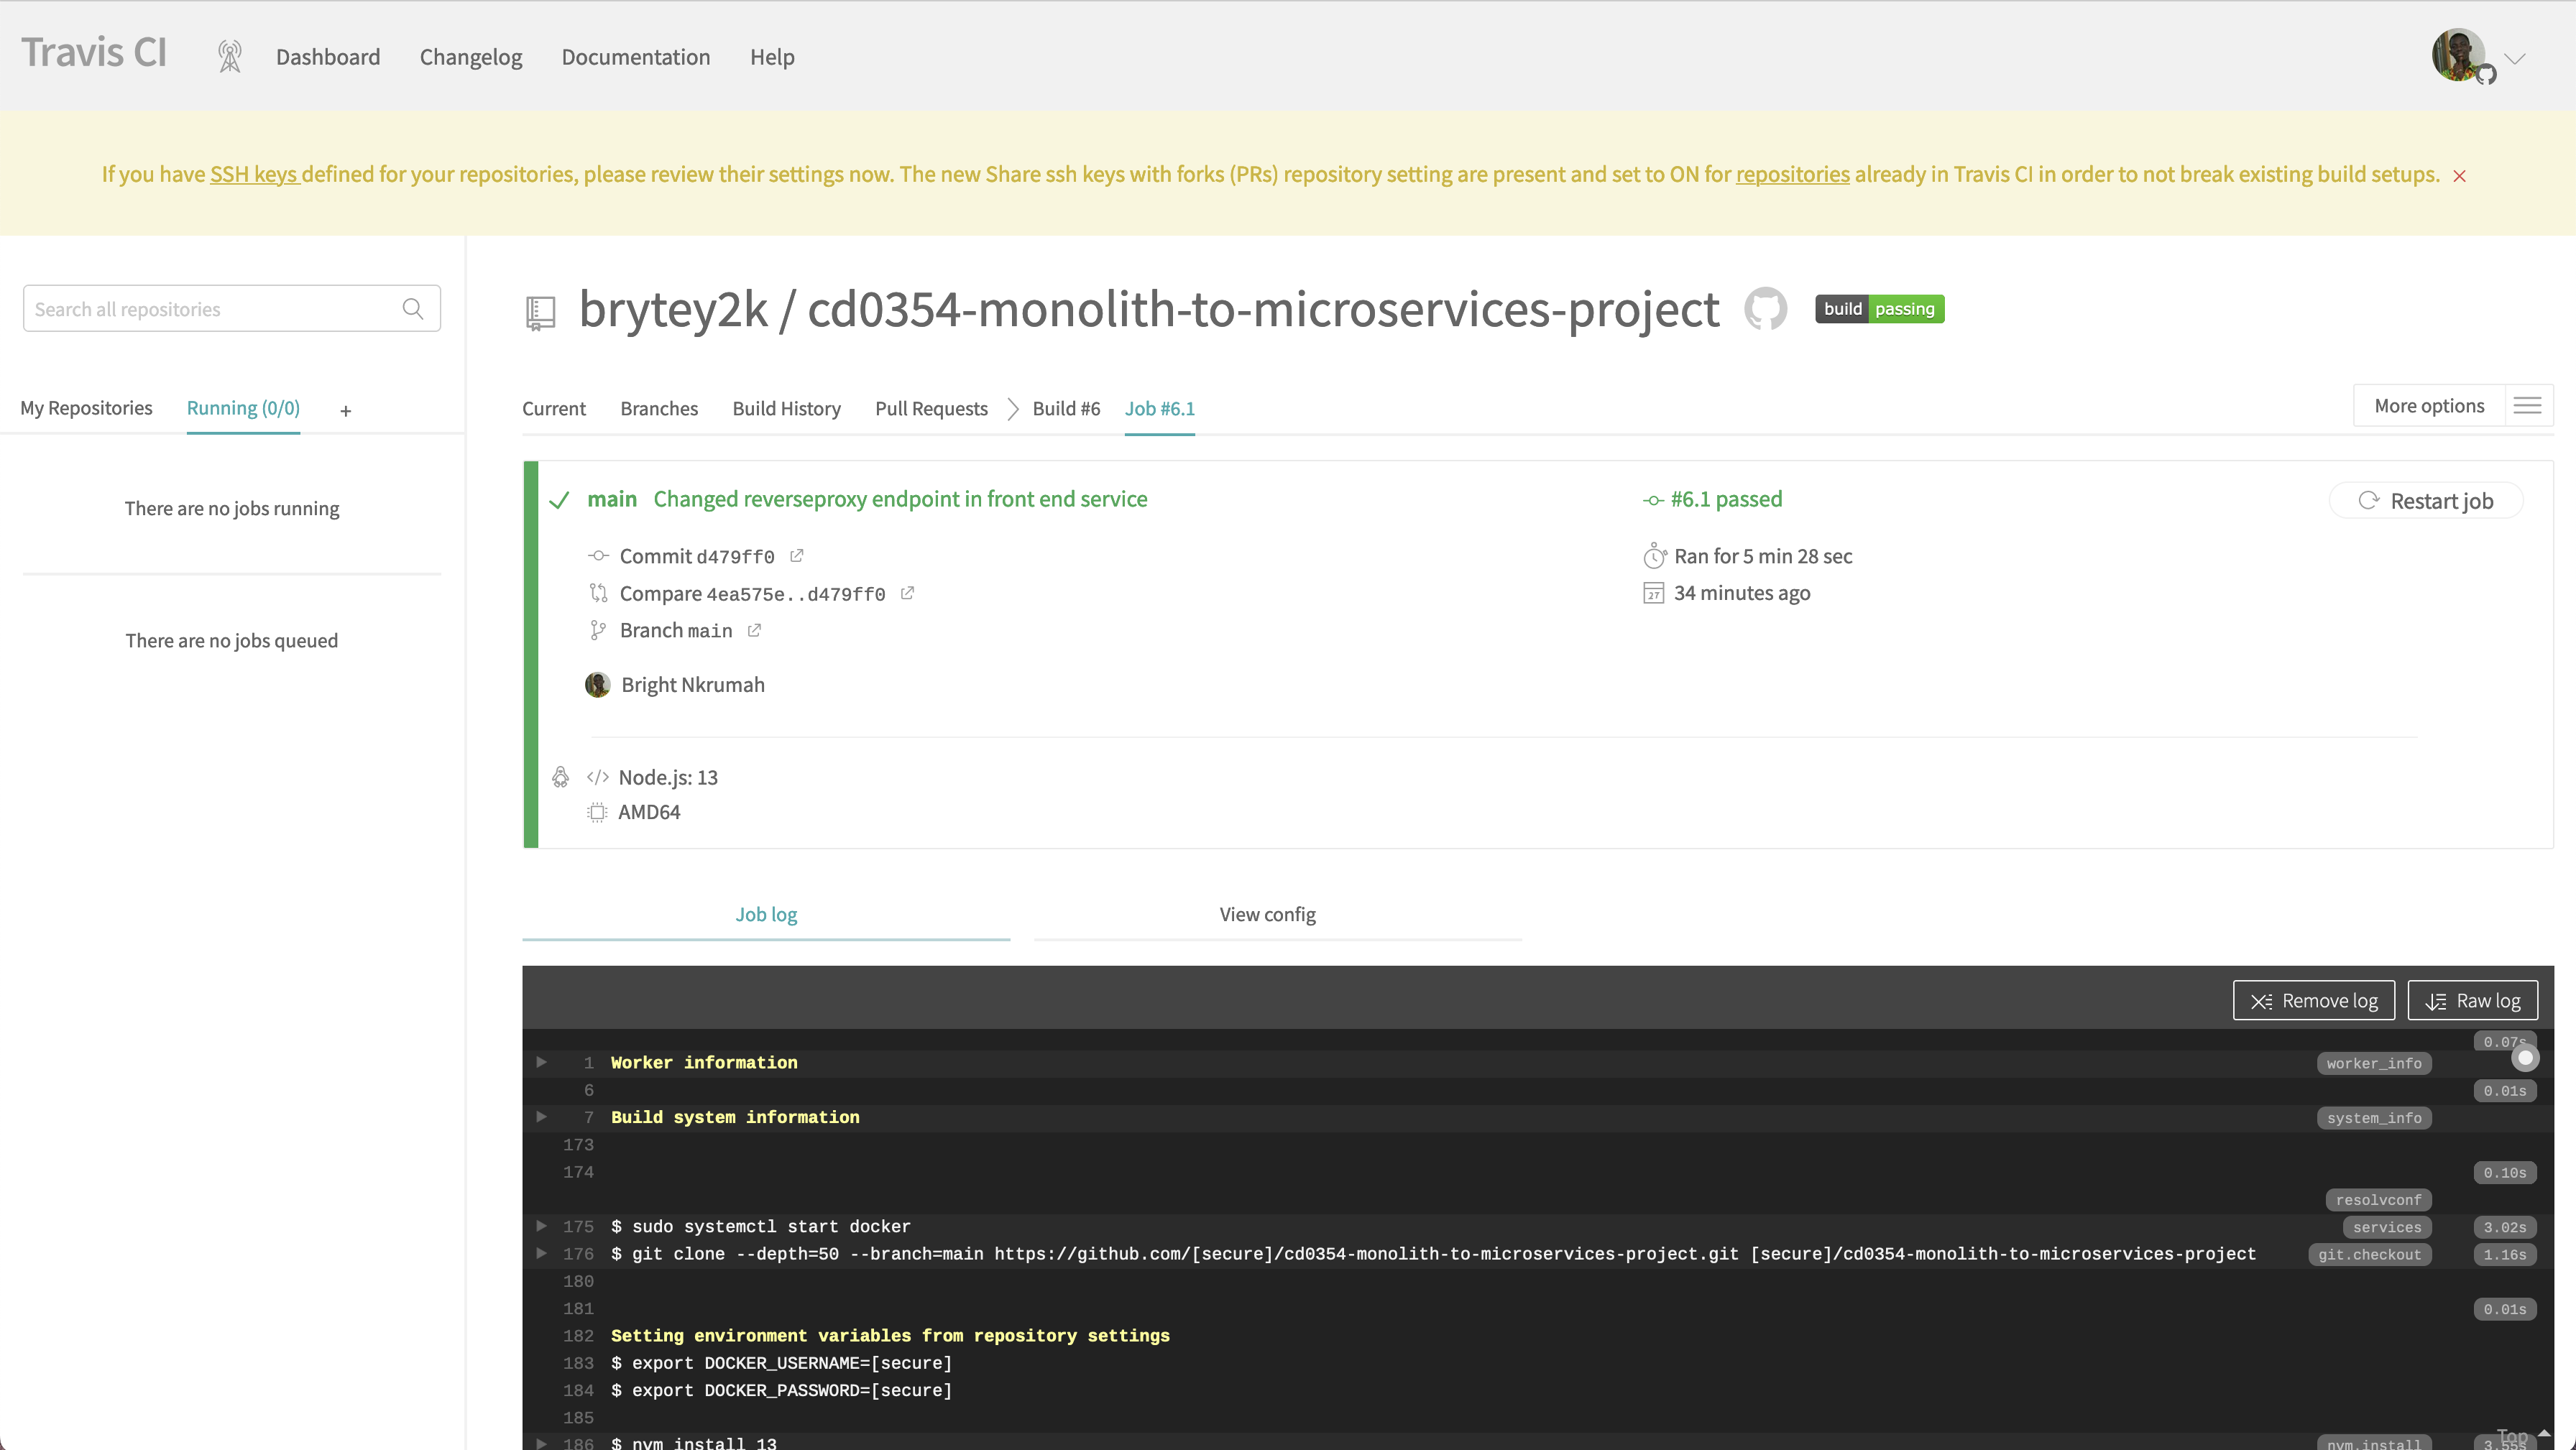 Travis CI
Dashboard Changelog Documentation Help
If you have SSH keys defined for your repositories, please review their settings now. The new Share ssh keys with forks (PRs) repository setting are present and set to ON for repositories already in Travis CI in order to not break existing build setups.
Search all repositories
My Repositories Running (0/0) +
There are no jobs running
There are no jobs queued
brytey2k / cd0354-monolith-to-microservices-project build passing
Current Branches Build History Pull Requests Build #6 Job #6.1
More options
main Changed reverseproxy endpoint in front end service
#6.1 passed
Restart job
Commit d479ff0
Ran for 5 min 28 sec
Compare 4ea575e..d479ff0
27 34 minutes ago
Branch main
Bright Nkrumah
</> Node.js: 13
AMD64
Job log View config
Remove log Raw log
0.07s
1 Worker information worker_info
6 0.01s
7 Build system information system_info
173
174 0.10s
resolvconf
175 $ sudo systemctl start docker services 3.02s
176 $ git clone --depth=50 --branch=main https://github.com/[secure]/cd0354-monolith-to-microservices-project.git [secure]/cd0354-monolith-to-microservices-project git.checkout 1.16s
180
181 0.01s
182 Setting environment variables from repository settings
183 $ export DOCKER_USERNAME=[secure]
184 $ export DOCKER_PASSWORD=[secure]
185
186 $ nvm install 13 nvm.install 3.55s
Top